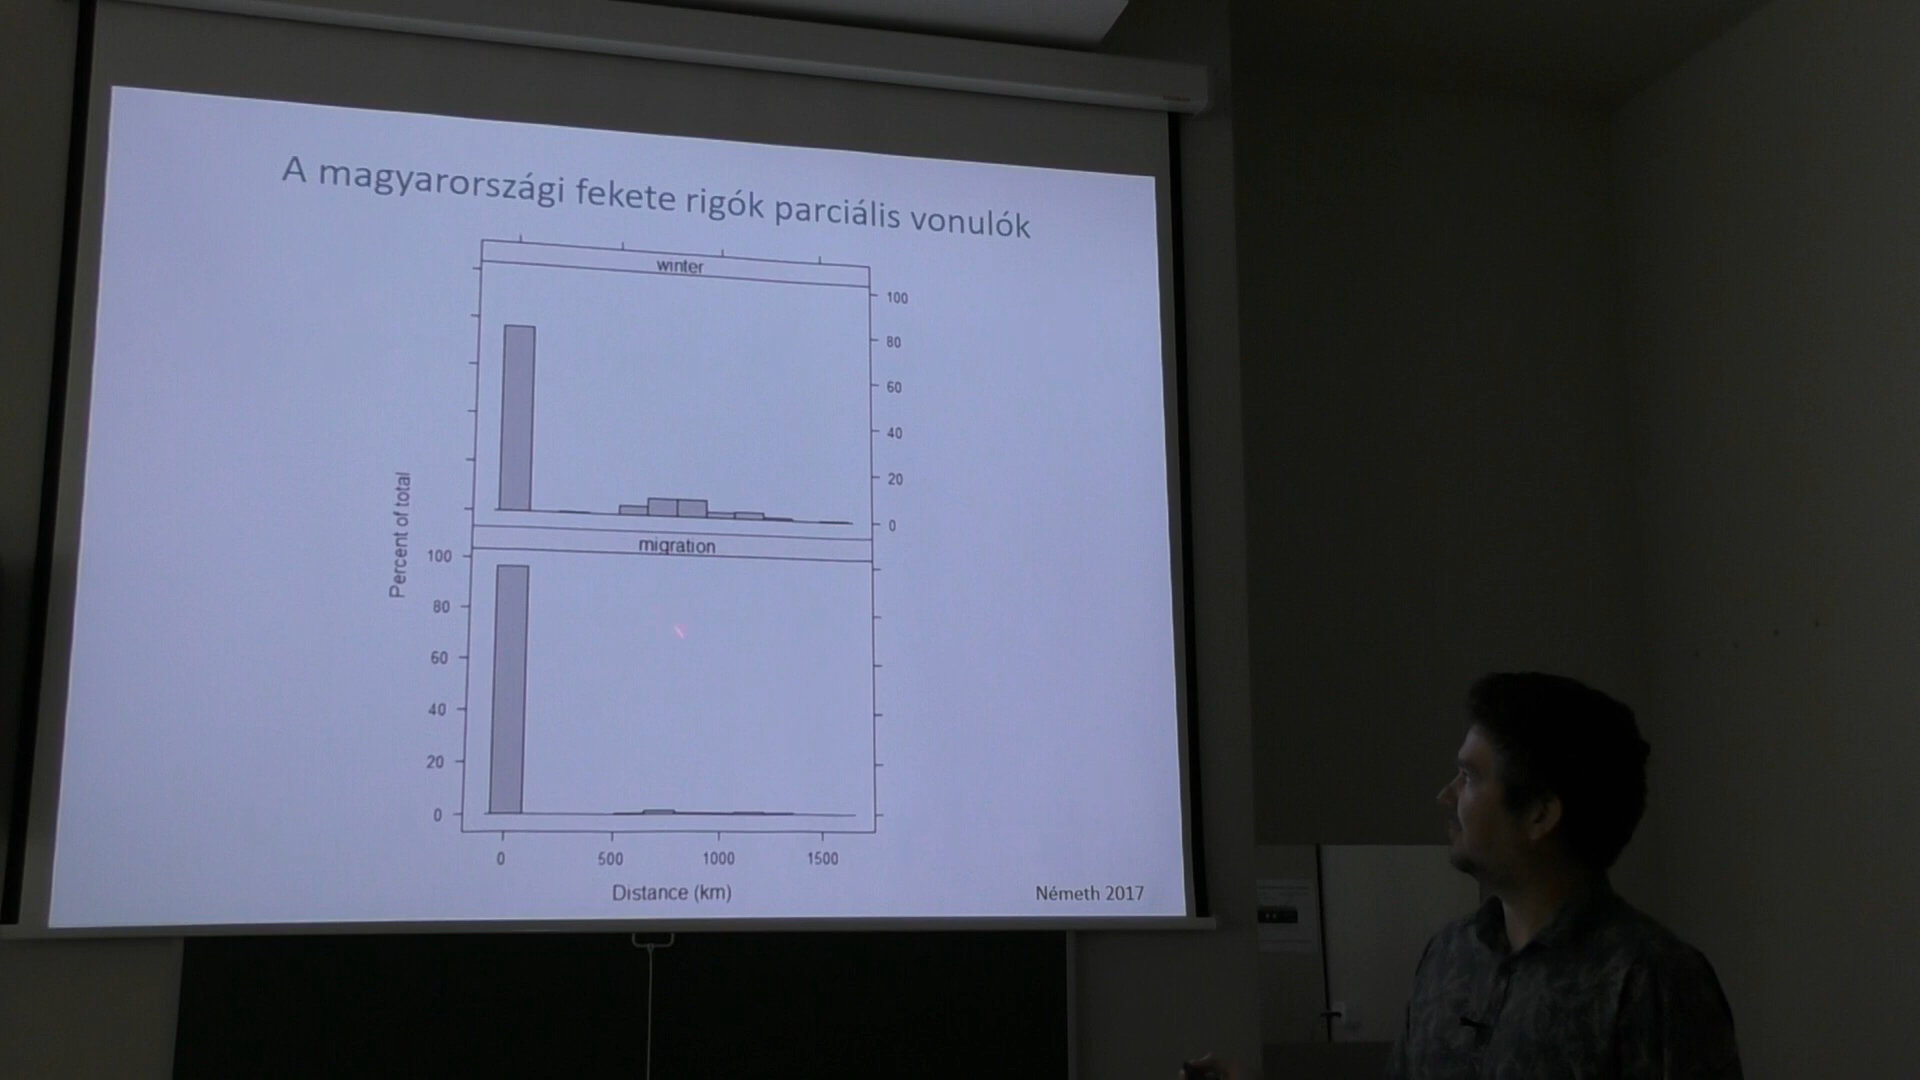 A magyarországi fekete rigók parciális vonulók
winter
100
80
60
40
20
0
Percent of total
migration
100
80
60
40
20
0
0 500 1000 1500
Distance (km)
Németh 2017